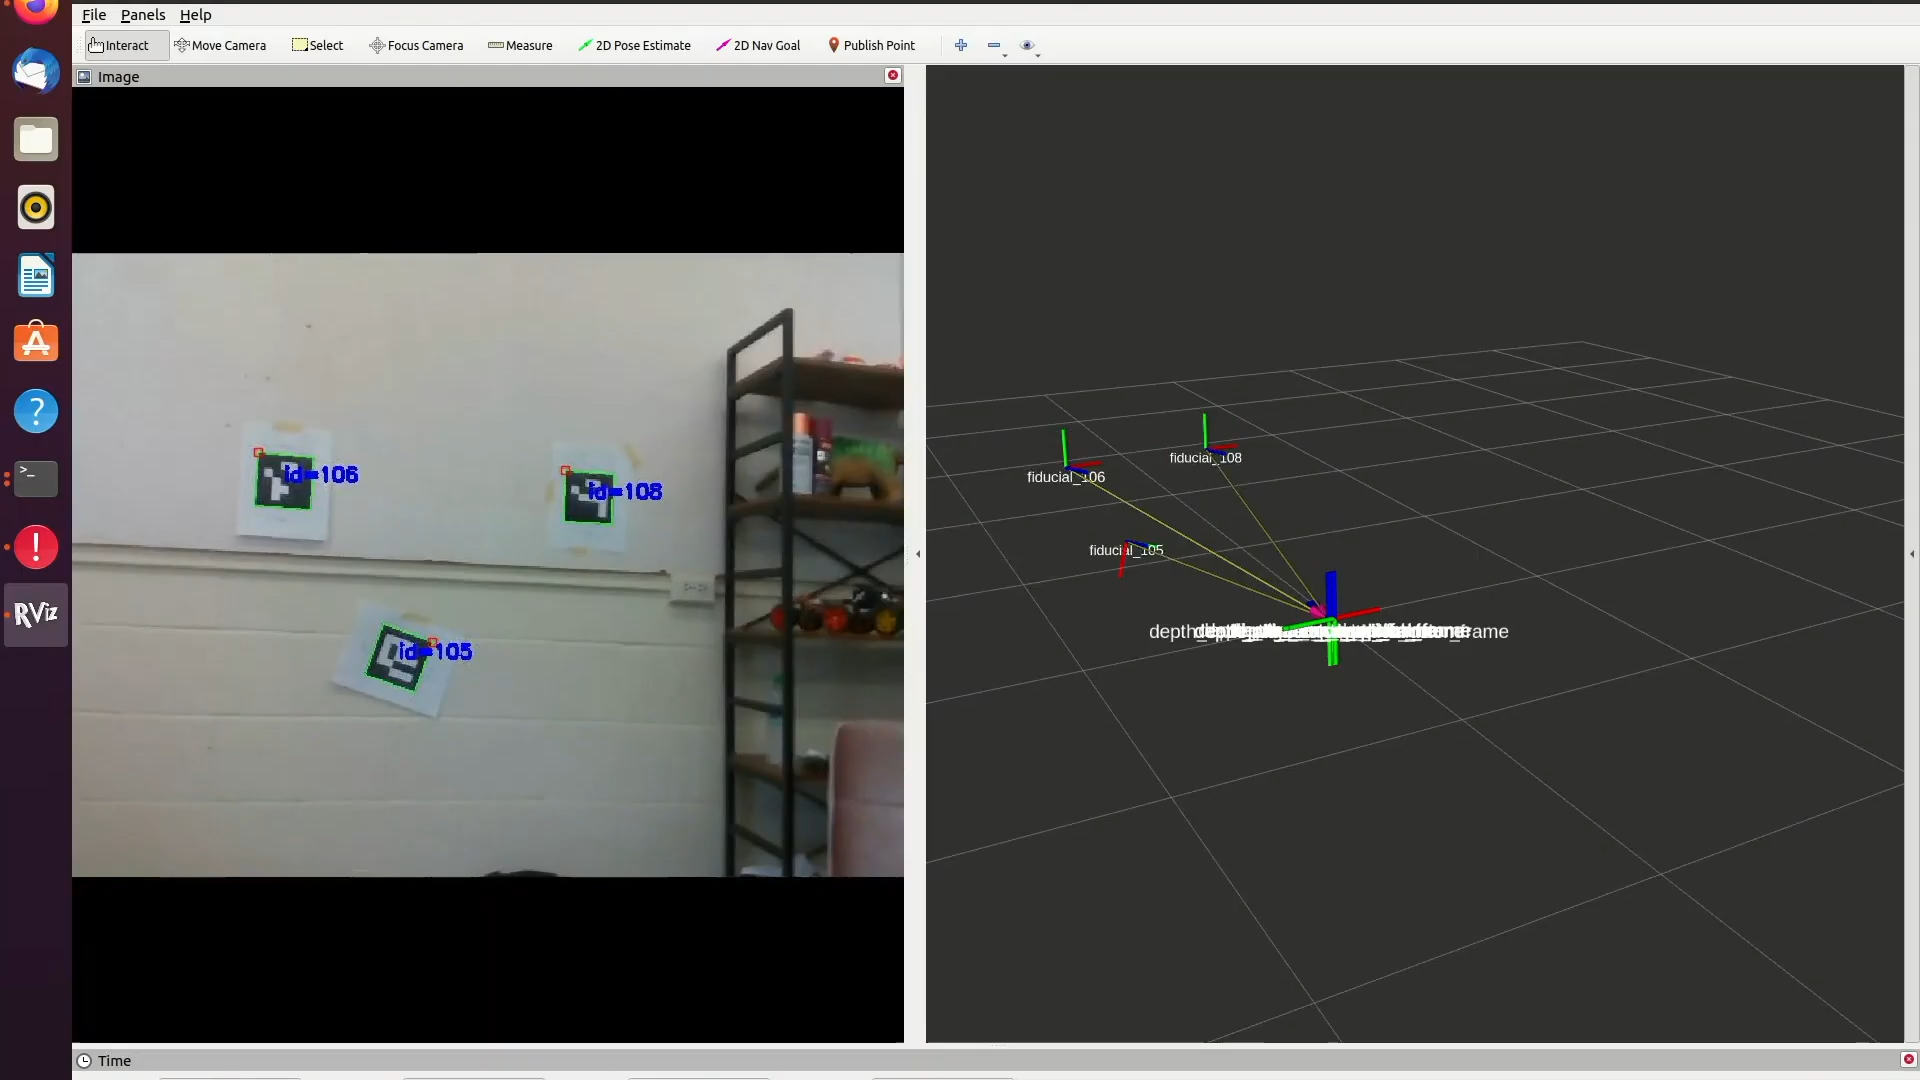 File Panels Help
Interact Move Camera Select Focus Camera Measure 2D Pose Estimate 2D Nav Goal Publish Point
Image
id=106
id=108
id=105
fiducial_106
fiducial_108
fiducial_105
>_
?
!
RViz
Time